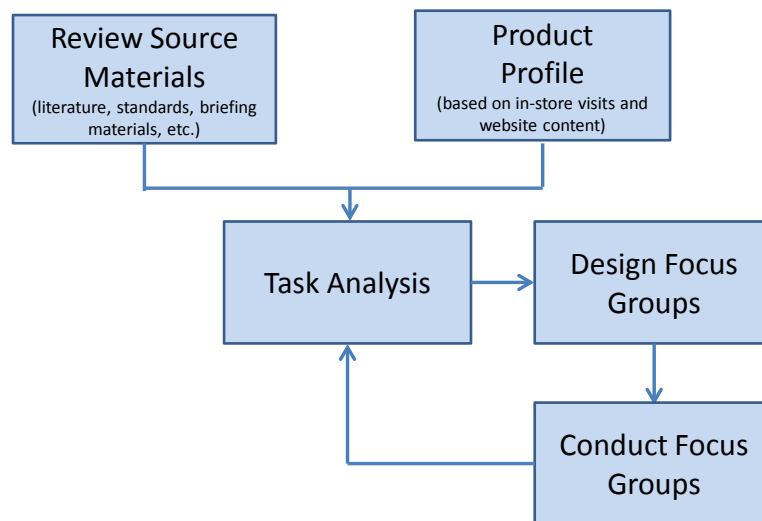 Review Source
Materials
(literature, standards, briefing
materials, etc.)
Product
Profile
(based on in-store visits and
website content)
Task Analysis
Design Focus
Groups
Conduct Focus
Groups